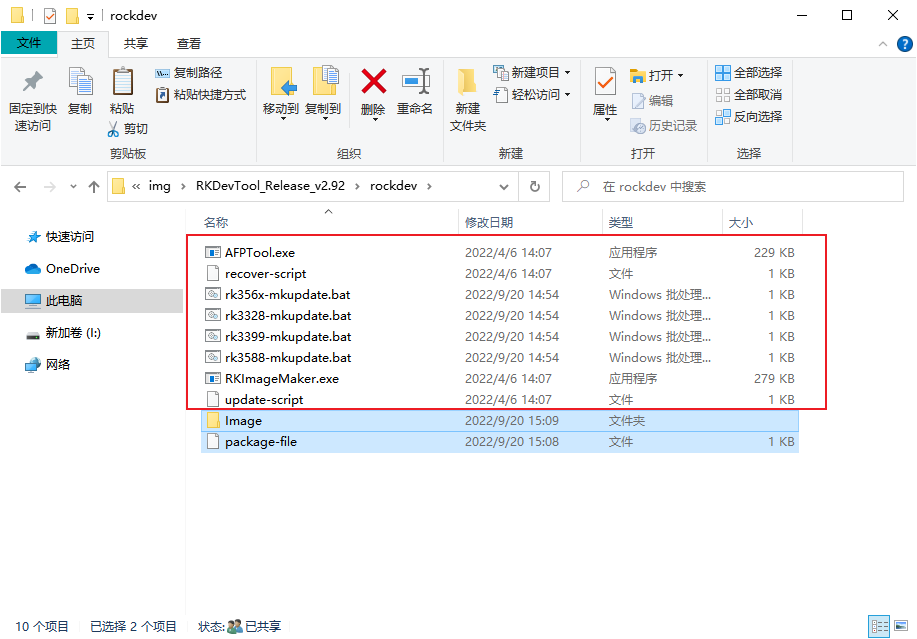 rockdev
文件 主页 共享 查看
固定到快速访问
复制
粘贴
复制路径
粘贴快捷方式
剪切
剪贴板
移动到
复制到
删除
重命名
组织
新建
文件夹
新建项目
轻松访问
新建
属性
打开
编辑
历史记录
打开
全部选择
全部取消
反向选择
选择
« img › RKDevTool_Release_v2.92 › rockdev ›
在 rockdev 中搜索
快速访问
OneDrive
此电脑
新加卷 (I:)
网络
名称 修改日期 类型 大小
AFPTool.exe 2022/4/6 14:07 应用程序 229 KB
recover-script 2022/4/6 14:07 文件 1 KB
rk356x-mkupdate.bat 2022/9/20 14:54 Windows 批处理... 1 KB
rk3328-mkupdate.bat 2022/9/20 14:54 Windows 批处理... 1 KB
rk3399-mkupdate.bat 2022/9/20 14:54 Windows 批处理... 1 KB
rk3588-mkupdate.bat 2022/9/20 14:54 Windows 批处理... 1 KB
RKImageMaker.exe 2022/4/6 14:07 应用程序 279 KB
update-script 2022/4/6 14:07 文件 1 KB
Image 2022/9/20 15:09 文件夹
package-file 2022/9/20 15:08 文件 1 KB
10 个项目 已选择 2 个项目 状态: 已共享